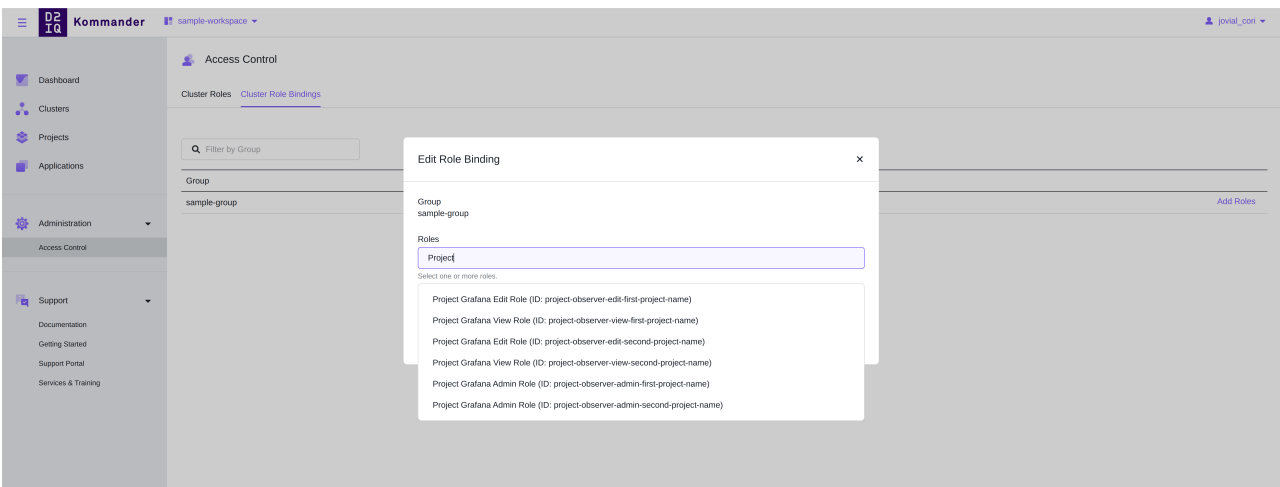 D2 IQ Kommander sample-workspace jovial_cori
Access Control
Dashboard
Clusters
Projects
Applications
Administration
Access Control
Support
Documentation
Getting Started
Support Portal
Services & Training
Cluster Roles Cluster Role Bindings
Filter by Group
Group
sample-group Add Roles
Edit Role Binding
Group
sample-group
Roles
Project
Select one or more roles.
Project Grafana Edit Role (ID: project-observer-edit-first-project-name)
Project Grafana View Role (ID: project-observer-view-first-project-name)
Project Grafana Edit Role (ID: project-observer-edit-second-project-name)
Project Grafana View Role (ID: project-observer-view-second-project-name)
Project Grafana Admin Role (ID: project-observer-admin-first-project-name)
Project Grafana Admin Role (ID: project-observer-admin-second-project-name)